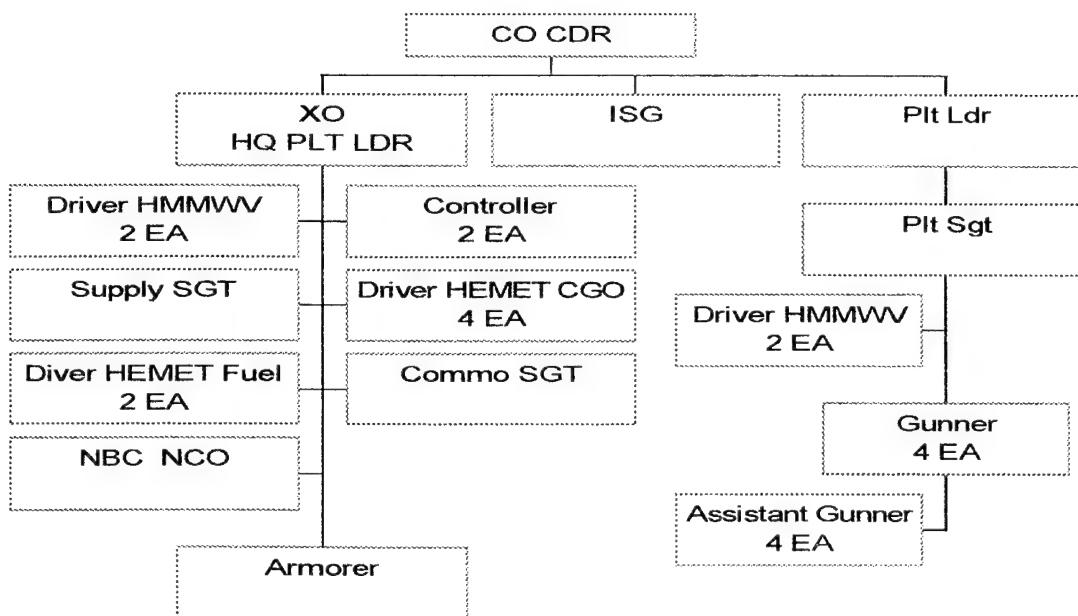 CO CDR
XO
HQ PLT LDR
ISG
Plt Ldr
Driver HMMWV
2 EA
Controller
2 EA
Plt Sgt
Supply SGT
Driver HEMET CGO
4 EA
Driver HMMWV
2 EA
Diver HEMET Fuel
2 EA
Commo SGT
Gunner
4 EA
NBC NCO
Assistant Gunner
4 EA
Armorer